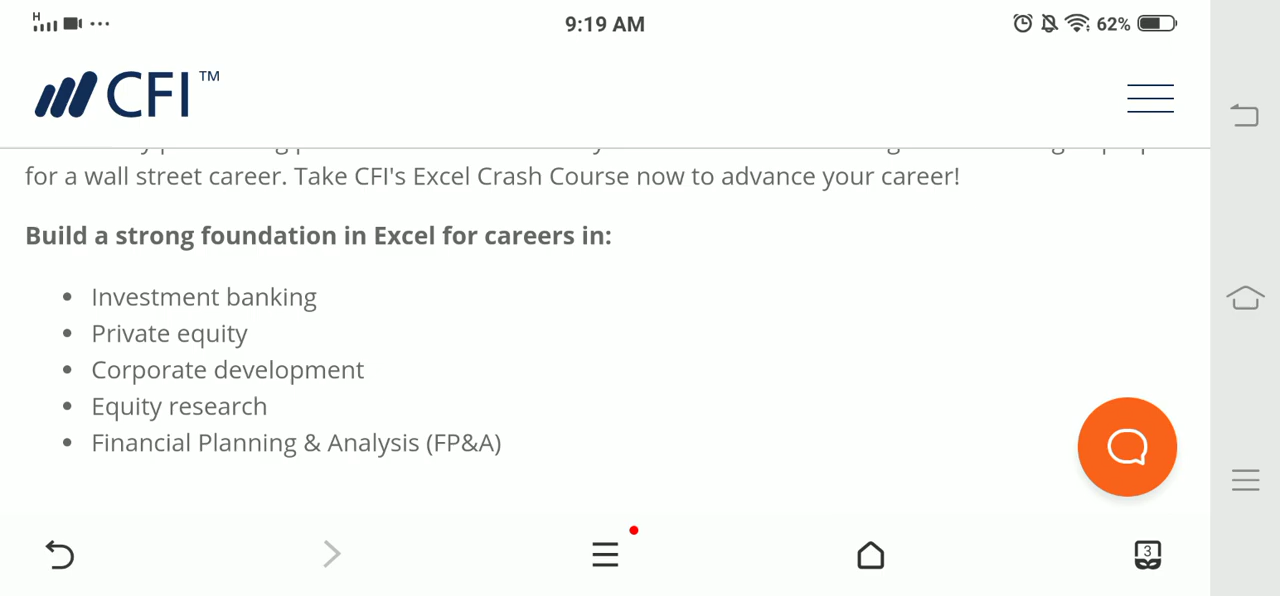 H
9:19 AM
62%
CFI™
for a wall street career. Take CFI's Excel Crash Course now to advance your career!
Build a strong foundation in Excel for careers in:
• Investment banking
• Private equity
• Corporate development
• Equity research
• Financial Planning & Analysis (FP&A)
3